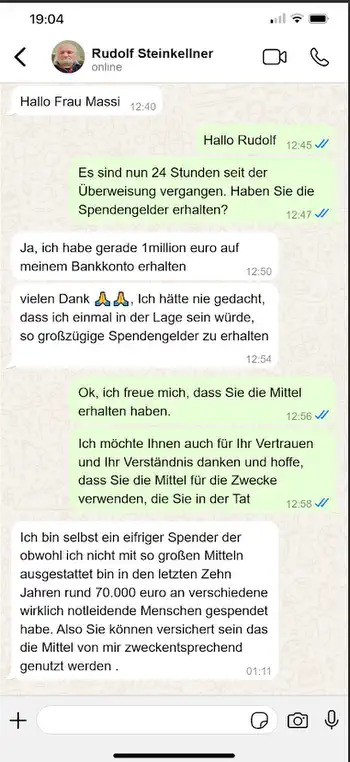 19:04
Rudolf Steinkellner
online
Hallo Frau Massi 12:40
Hallo Rudolf 12:45
Es sind nun 24 Stunden seit der
Überweisung vergangen. Haben Sie die
Spendengelder erhalten? 12:47
Ja, ich habe gerade 1million euro auf
meinem Bankkonto erhalten 12:50
vielen Dank 🙏🙏, Ich hätte nie gedacht,
dass ich einmal in der Lage sein würde,
so großzügige Spendengelder zu erhalten
12:54
Ok, ich freue mich, dass Sie die Mittel
erhalten haben. 12:56
Ich möchte Ihnen auch für Ihr Vertrauen
und Ihr Verständnis danken und hoffe,
dass Sie die Mittel für die Zwecke
verwenden, die Sie in der Tat 12:58
Ich bin selbst ein eifriger Spender der
obwohl ich nicht mit so großen Mitteln
ausgestattet bin in den letzten Zehn
Jahren rund 70.000 euro an verschiedene
wirklich notleidende Menschen gespendet
habe. Also Sie können versichert sein das
die Mittel von mir zweckentsprechend
genutzt werden . 01:11